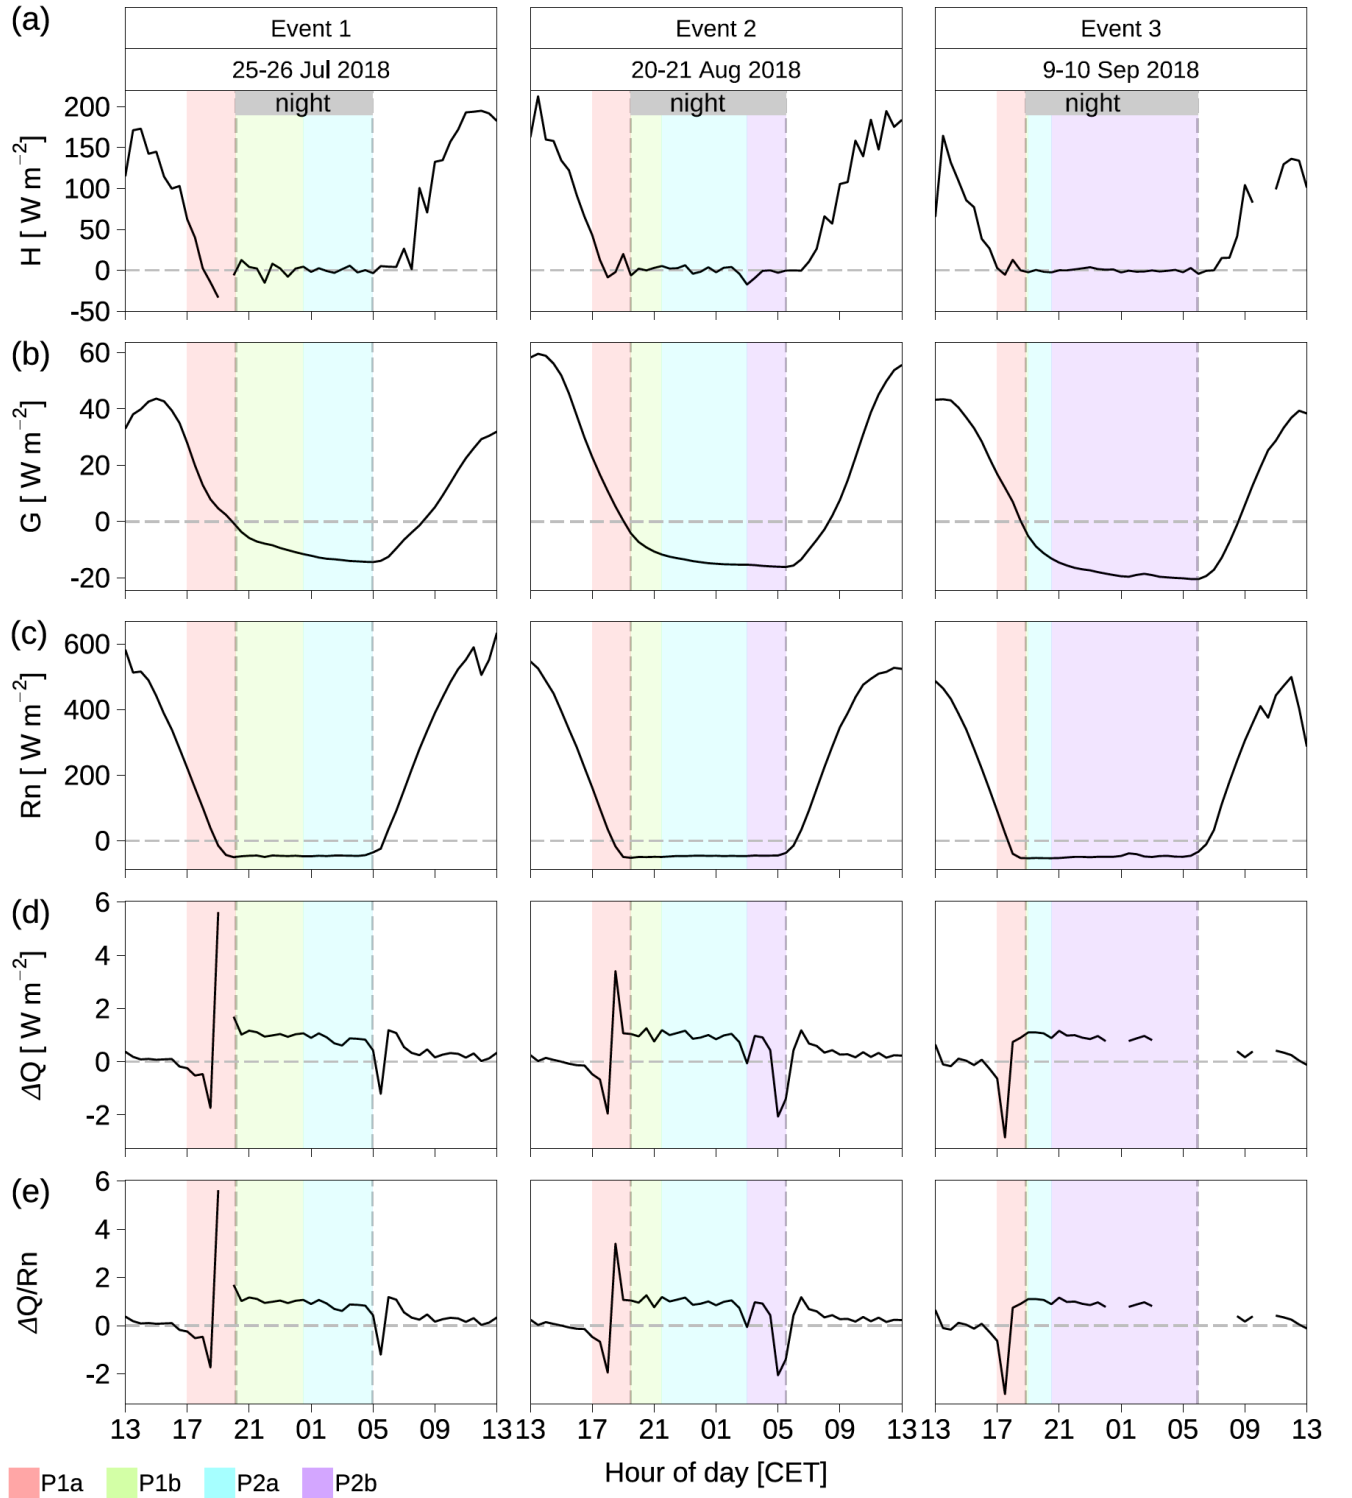 (a)
Event 1 Event 2 Event 3
25-26 Jul 2018 20-21 Aug 2018 9-10 Sep 2018
night night night
H [ W m⁻²]
200
150
100
50
0
-50
(b)
G [ W m⁻²]
60
40
20
0
-20
(c)
Rn [ W m⁻²]
600
400
200
0
(d)
ΔQ [ W m⁻²]
6
4
2
0
-2
(e)
ΔQ/Rn
6
4
2
0
-2
13 17 21 01 05 09 13 13 17 21 01 05 09 13 13 17 21 01 05 09 13
Hour of day [CET]
P1a P1b P2a P2b